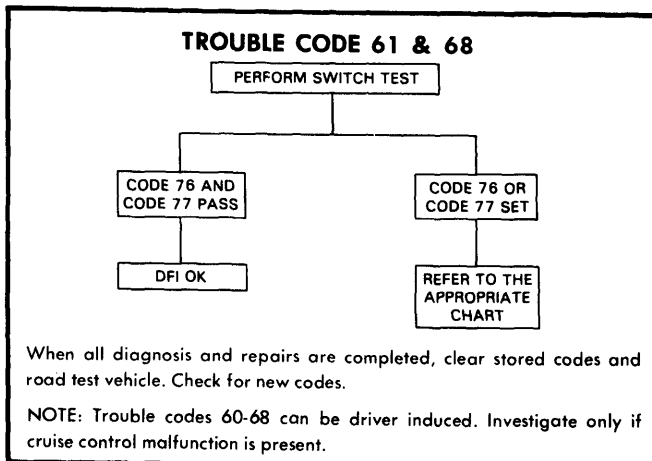 TROUBLE CODE 61 & 68
PERFORM SWITCH TEST
CODE 76 AND
CODE 77 PASS
CODE 76 OR
CODE 77 SET
DFI OK
REFER TO THE
APPROPRIATE
CHART
When all diagnosis and repairs are completed, clear stored codes and
road test vehicle. Check for new codes.
NOTE: Trouble codes 60-68 can be driver induced. Investigate only if
cruise control malfunction is present.